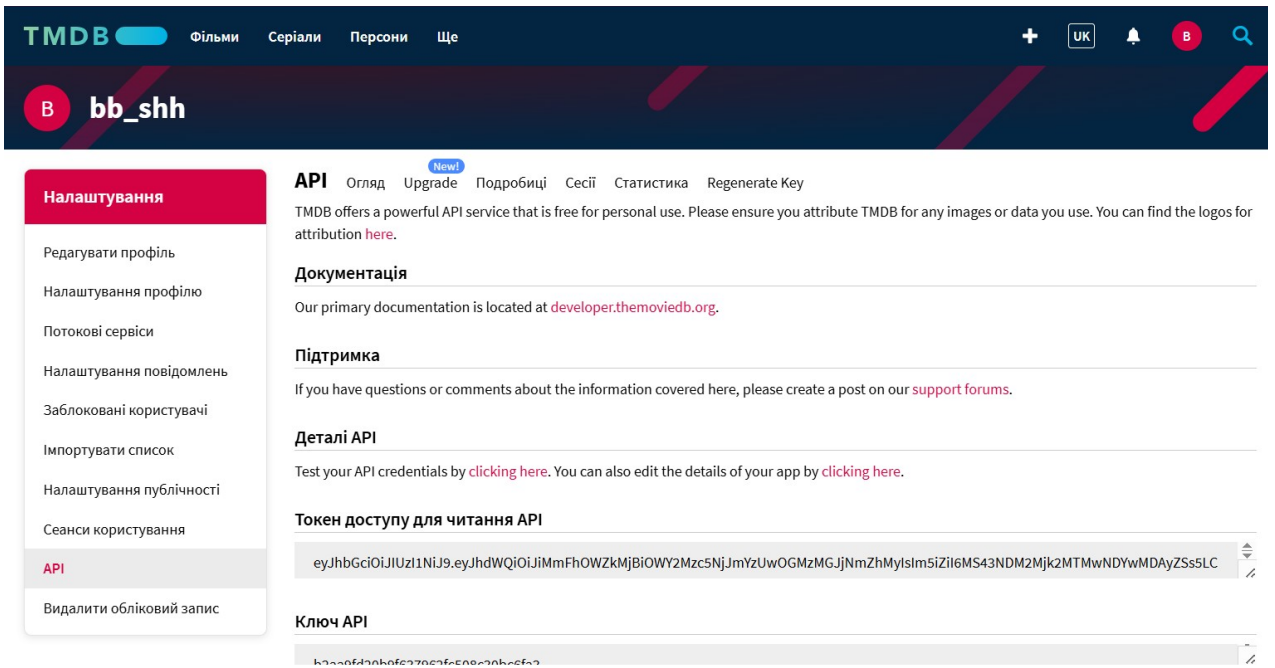 TMDB Фільми Серіали Персони Ще UK B
B bb_shh
Налаштування
Редагувати профіль
Налаштування профілю
Потокові сервіси
Налаштування повідомлень
Заблоковані користувачі
Імпортувати список
Налаштування публічності
Сеанси користування
API
Видалити обліковий запис
New!
API Огляд Upgrade Подробиці Сесії Статистика Regenerate Key
TMDB offers a powerful API service that is free for personal use. Please ensure you attribute TMDB for any images or data you use. You can find the logos for
attribution here.
Документація
Our primary documentation is located at developer.themoviedb.org.
Підтримка
If you have questions or comments about the information covered here, please create a post on our support forums.
Деталі API
Test your API credentials by clicking here. You can also edit the details of your app by clicking here.
Токен доступу для читання API
eyJhbGciOiJIUzI1NiJ9.eyJhdWQiOiJiMmFhOWZkMjBiOWY2Mzc5NjJmYzUwOGMzMGJjNmZhMyIsIm5iZiI6MS43NDM2Mjk2MTMwNDYwMDAyZSs5LC
Ключ API